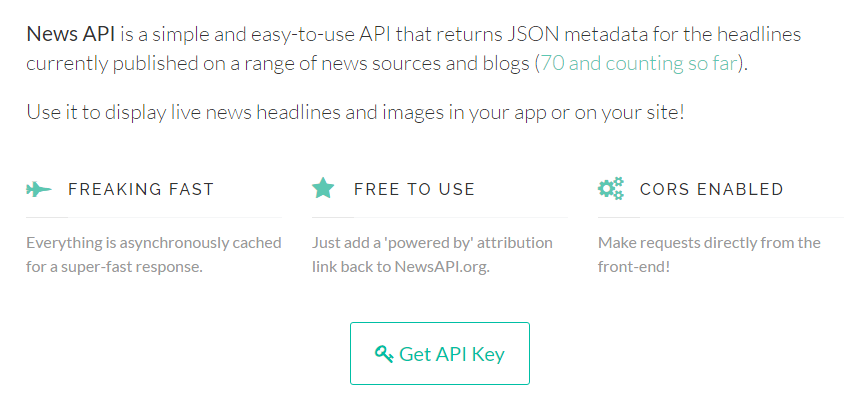 News API is a simple and easy-to-use API that returns JSON metadata for the headlines
currently published on a range of news sources and blogs (70 and counting so far).
Use it to display live news headlines and images in your app or on your site!
FREAKING FAST
Everything is asynchronously cached
for a super-fast response.
FREE TO USE
Just add a 'powered by' attribution
link back to NewsAPI.org.
CORS ENABLED
Make requests directly from the
front-end!
Get API Key